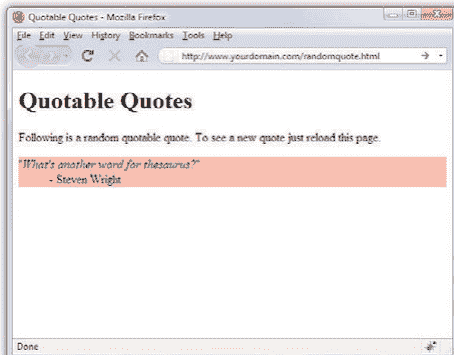 Quotable Quotes - Mozilla Firefox
File Edit View History Bookmarks Tools Help
http://www.yourdomain.com/randomquote.html
Quotable Quotes
Following is a random quotable quote. To see a new quote just reload this page.
"What's another word for thesaurus?"
- Steven Wright
Done